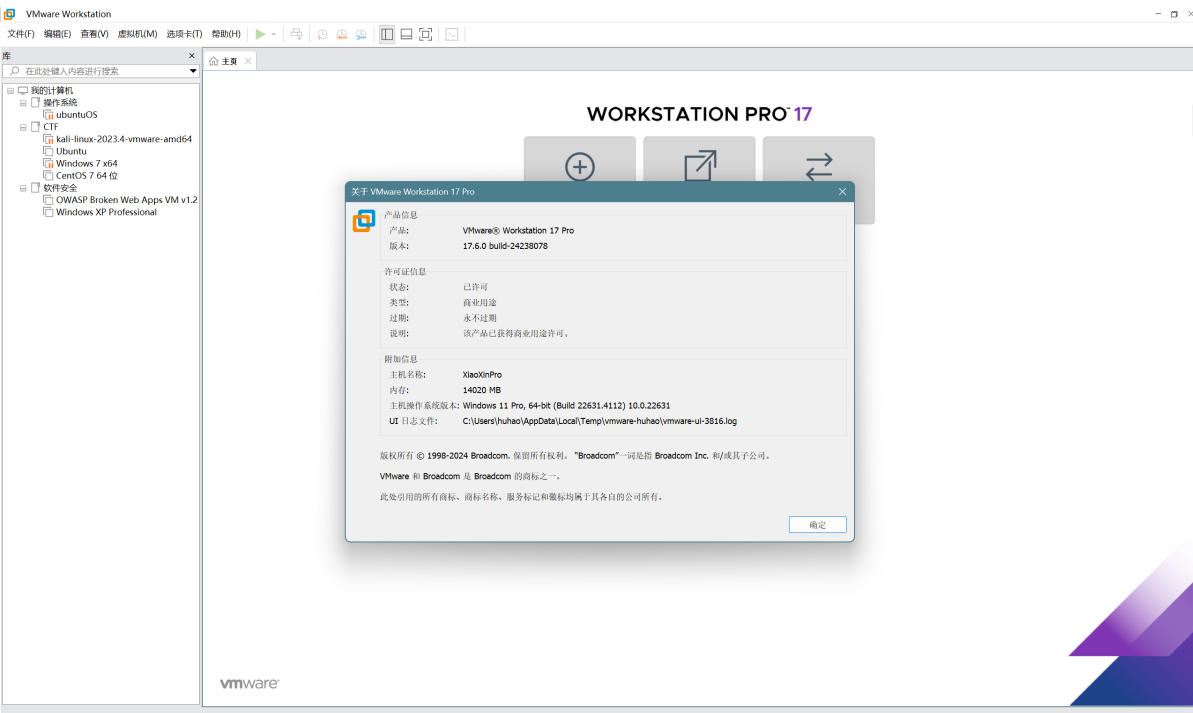 VMware Workstation
文件(F) 编辑(E) 查看(V) 虚拟机(M) 选项卡(T) 帮助(H)
库
在此处键入内容进行搜索
我的计算机
操作系统
ubuntuOS
CTF
kali-linux-2023.4-vmware-amd64
Ubuntu
Windows 7 x64
CentOS 7 64 位
软件安全
OWASP Broken Web Apps VM v1.2
Windows XP Professional
主页
WORKSTATION PRO™ 17
关于 VMware Workstation 17 Pro
产品信息
产品: VMware® Workstation 17 Pro
版本: 17.6.0 build-24238078
许可证信息
状态: 已许可
类型: 商业用途
过期: 永不过期
说明: 该产品已获得商业用途许可。
附加信息
主机名称: XiaoXinPro
内存: 14020 MB
主机操作系统版本: Windows 11 Pro, 64-bit (Build 22631.4112) 10.0.22631
UI 日志文件: C:\Users\huhao\AppData\Local\Temp\vmware-huhao\vmware-ui-3816.log
版权所有 © 1998-2024 Broadcom. 保留所有权利。 "Broadcom"一词是指 Broadcom Inc. 和/或其子公司。
VMware 和 Broadcom 是 Broadcom 的商标之一。
此处引用的所有商标、商标名称、服务标记和徽标均属于其各自的公司所有。
确定
vmware